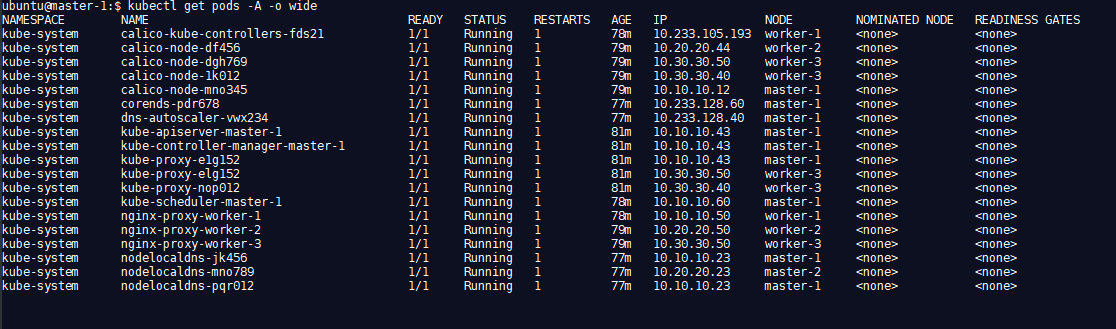 ubuntu@master-1:$ kubectl get pods -A -o wide
NAMESPACE NAME READY STATUS RESTARTS AGE IP NODE NOMINATED NODE READINESS GATES
kube-system calico-kube-controllers-fds21 1/1 Running 1 78m 10.233.105.193 worker-1 <none> <none>
kube-system calico-node-df456 1/1 Running 1 79m 10.20.20.44 worker-2 <none> <none>
kube-system calico-node-dgh769 1/1 Running 1 79m 10.30.30.50 worker-3 <none> <none>
kube-system calico-node-1k012 1/1 Running 1 79m 10.30.30.40 worker-3 <none> <none>
kube-system calico-node-mno345 1/1 Running 1 79m 10.10.10.12 master-1 <none> <none>
kube-system corends-pdr678 1/1 Running 1 77m 10.233.128.60 master-1 <none> <none>
kube-system dns-autoscaler-vwx234 1/1 Running 1 77m 10.233.128.40 master-1 <none> <none>
kube-system kube-apiserver-master-1 1/1 Running 1 81m 10.10.10.43 master-1 <none> <none>
kube-system kube-controller-manager-master-1 1/1 Running 1 81m 10.10.10.43 master-1 <none> <none>
kube-system kube-proxy-e1g152 1/1 Running 1 81m 10.10.10.43 master-1 <none> <none>
kube-system kube-proxy-elg152 1/1 Running 1 81m 10.30.30.50 worker-3 <none> <none>
kube-system kube-proxy-nop012 1/1 Running 1 81m 10.30.30.40 worker-3 <none> <none>
kube-system kube-scheduler-master-1 1/1 Running 1 78m 10.10.10.60 master-1 <none> <none>
kube-system nginx-proxy-worker-1 1/1 Running 1 78m 10.10.10.50 worker-1 <none> <none>
kube-system nginx-proxy-worker-2 1/1 Running 1 79m 10.20.20.50 worker-2 <none> <none>
kube-system nginx-proxy-worker-3 1/1 Running 1 79m 10.30.30.50 worker-3 <none> <none>
kube-system nodelocaldns-jk456 1/1 Running 1 77m 10.10.10.23 master-1 <none> <none>
kube-system nodelocaldns-mno789 1/1 Running 1 77m 10.20.20.23 master-2 <none> <none>
kube-system nodelocaldns-pqr012 1/1 Running 1 77m 10.10.10.23 master-1 <none> <none>